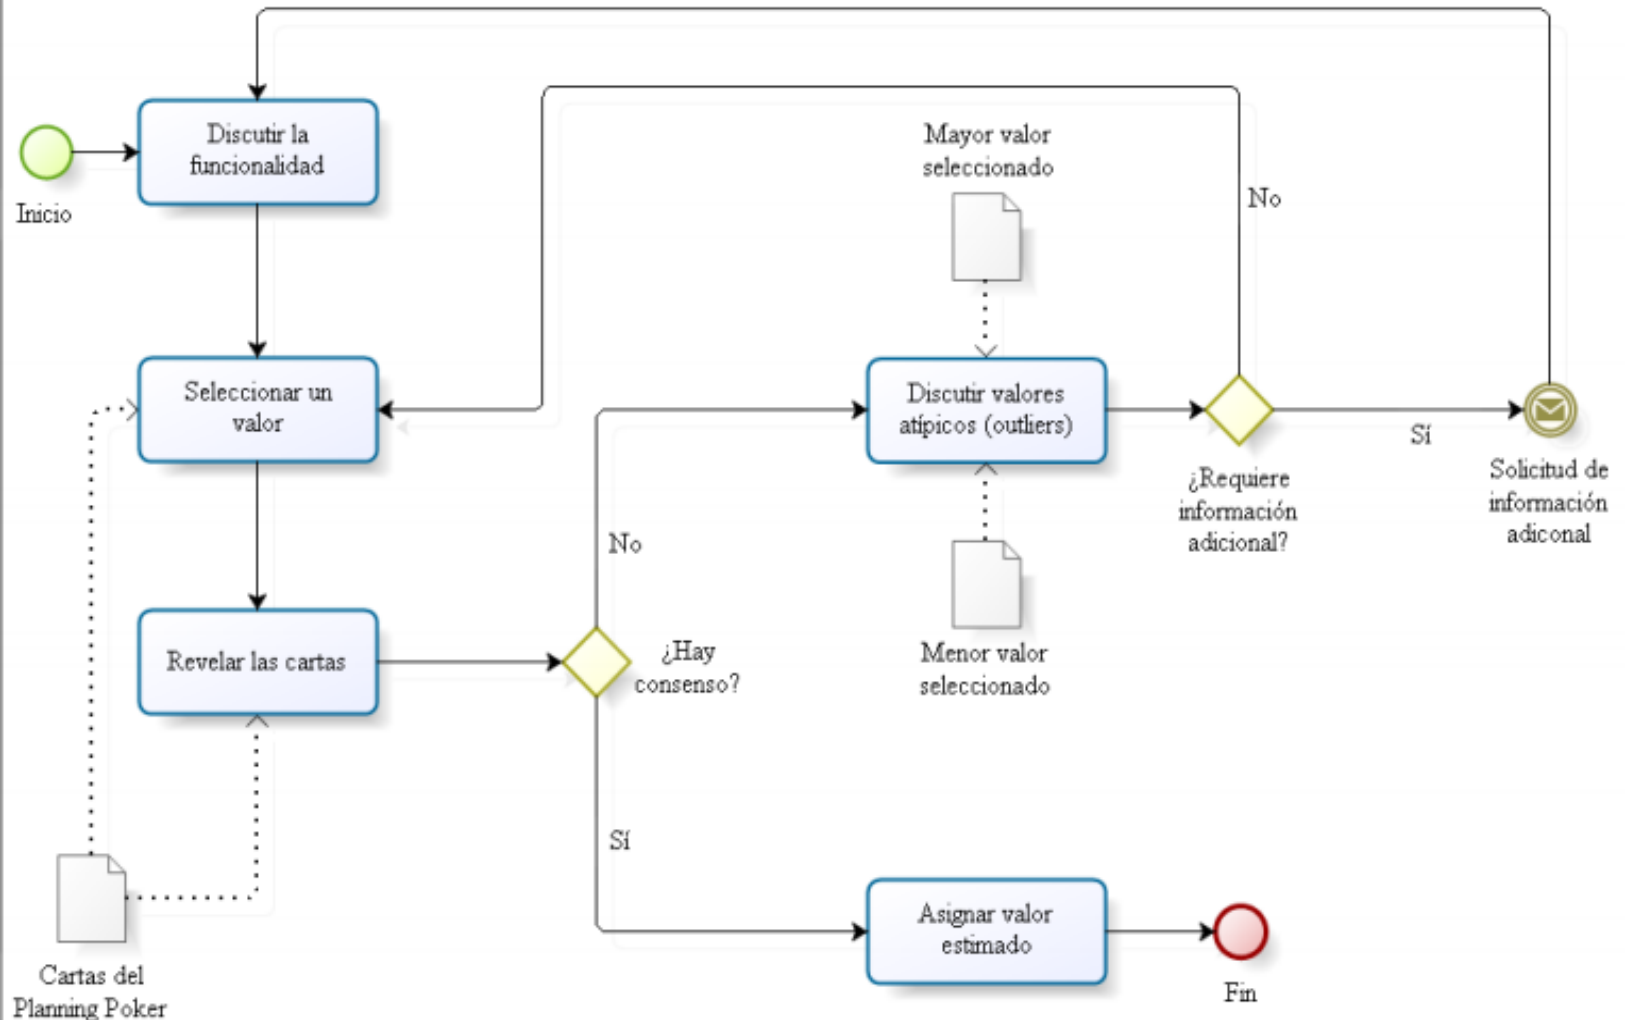 Discutir la
funcionalidad
Inicio
Mayor valor
seleccionado
No
Seleccionar un
valor
Discutir valores
atípicos (outliers)
Sí
¿Requiere
información
adicional?
Solicitud de
información
adiconal
No
Revelar las cartas
¿Hay
consenso?
Menor valor
seleccionado
Sí
Asignar valor
estimado
Cartas del
Planning Poker
Fin